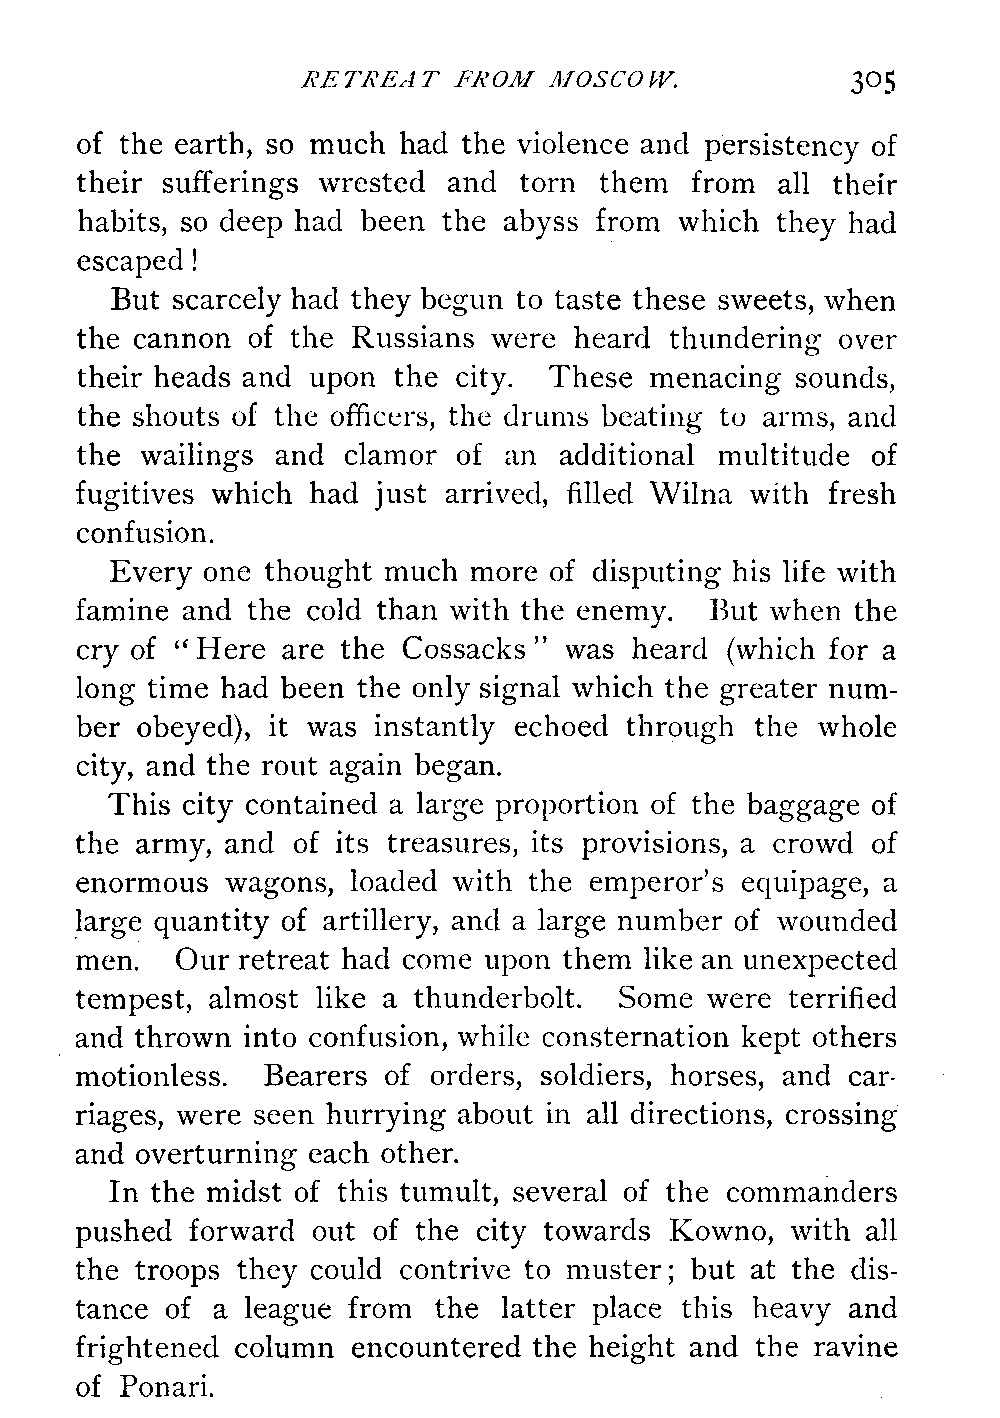 RETREAT FROM MOSCOW. 305
of the earth, so much had the violence and persistency of
their sufferings wrested and torn them from all their
habits, so deep had been the abyss from which they had
escaped!
But scarcely had they begun to taste these sweets, when
the cannon of the Russians were heard thundering over
their heads and upon the city. These menacing sounds,
the shouts of the officers, the drums beating to arms, and
the wailings and clamor of an additional multitude of
fugitives which had just arrived, filled Wilna with fresh
confusion.
Every one thought much more of disputing his life with
famine and the cold than with the enemy. But when the
cry of "Here are the Cossacks" was heard (which for a
long time had been the only signal which the greater num-
ber obeyed), it was instantly echoed through the whole
city, and the rout again began.
This city contained a large proportion of the baggage of
the army, and of its treasures, its provisions, a crowd of
enormous wagons, loaded with the emperor's equipage, a
large quantity of artillery, and a large number of wounded
men. Our retreat had come upon them like an unexpected
tempest, almost like a thunderbolt. Some were terrified
and thrown into confusion, while consternation kept others
motionless. Bearers of orders, soldiers, horses, and car-
riages, were seen hurrying about in all directions, crossing
and overturning each other.
In the midst of this tumult, several of the commanders
pushed forward out of the city towards Kowno, with all
the troops they could contrive to muster; but at the dis-
tance of a league from the latter place this heavy and
frightened column encountered the height and the ravine
of Ponari.